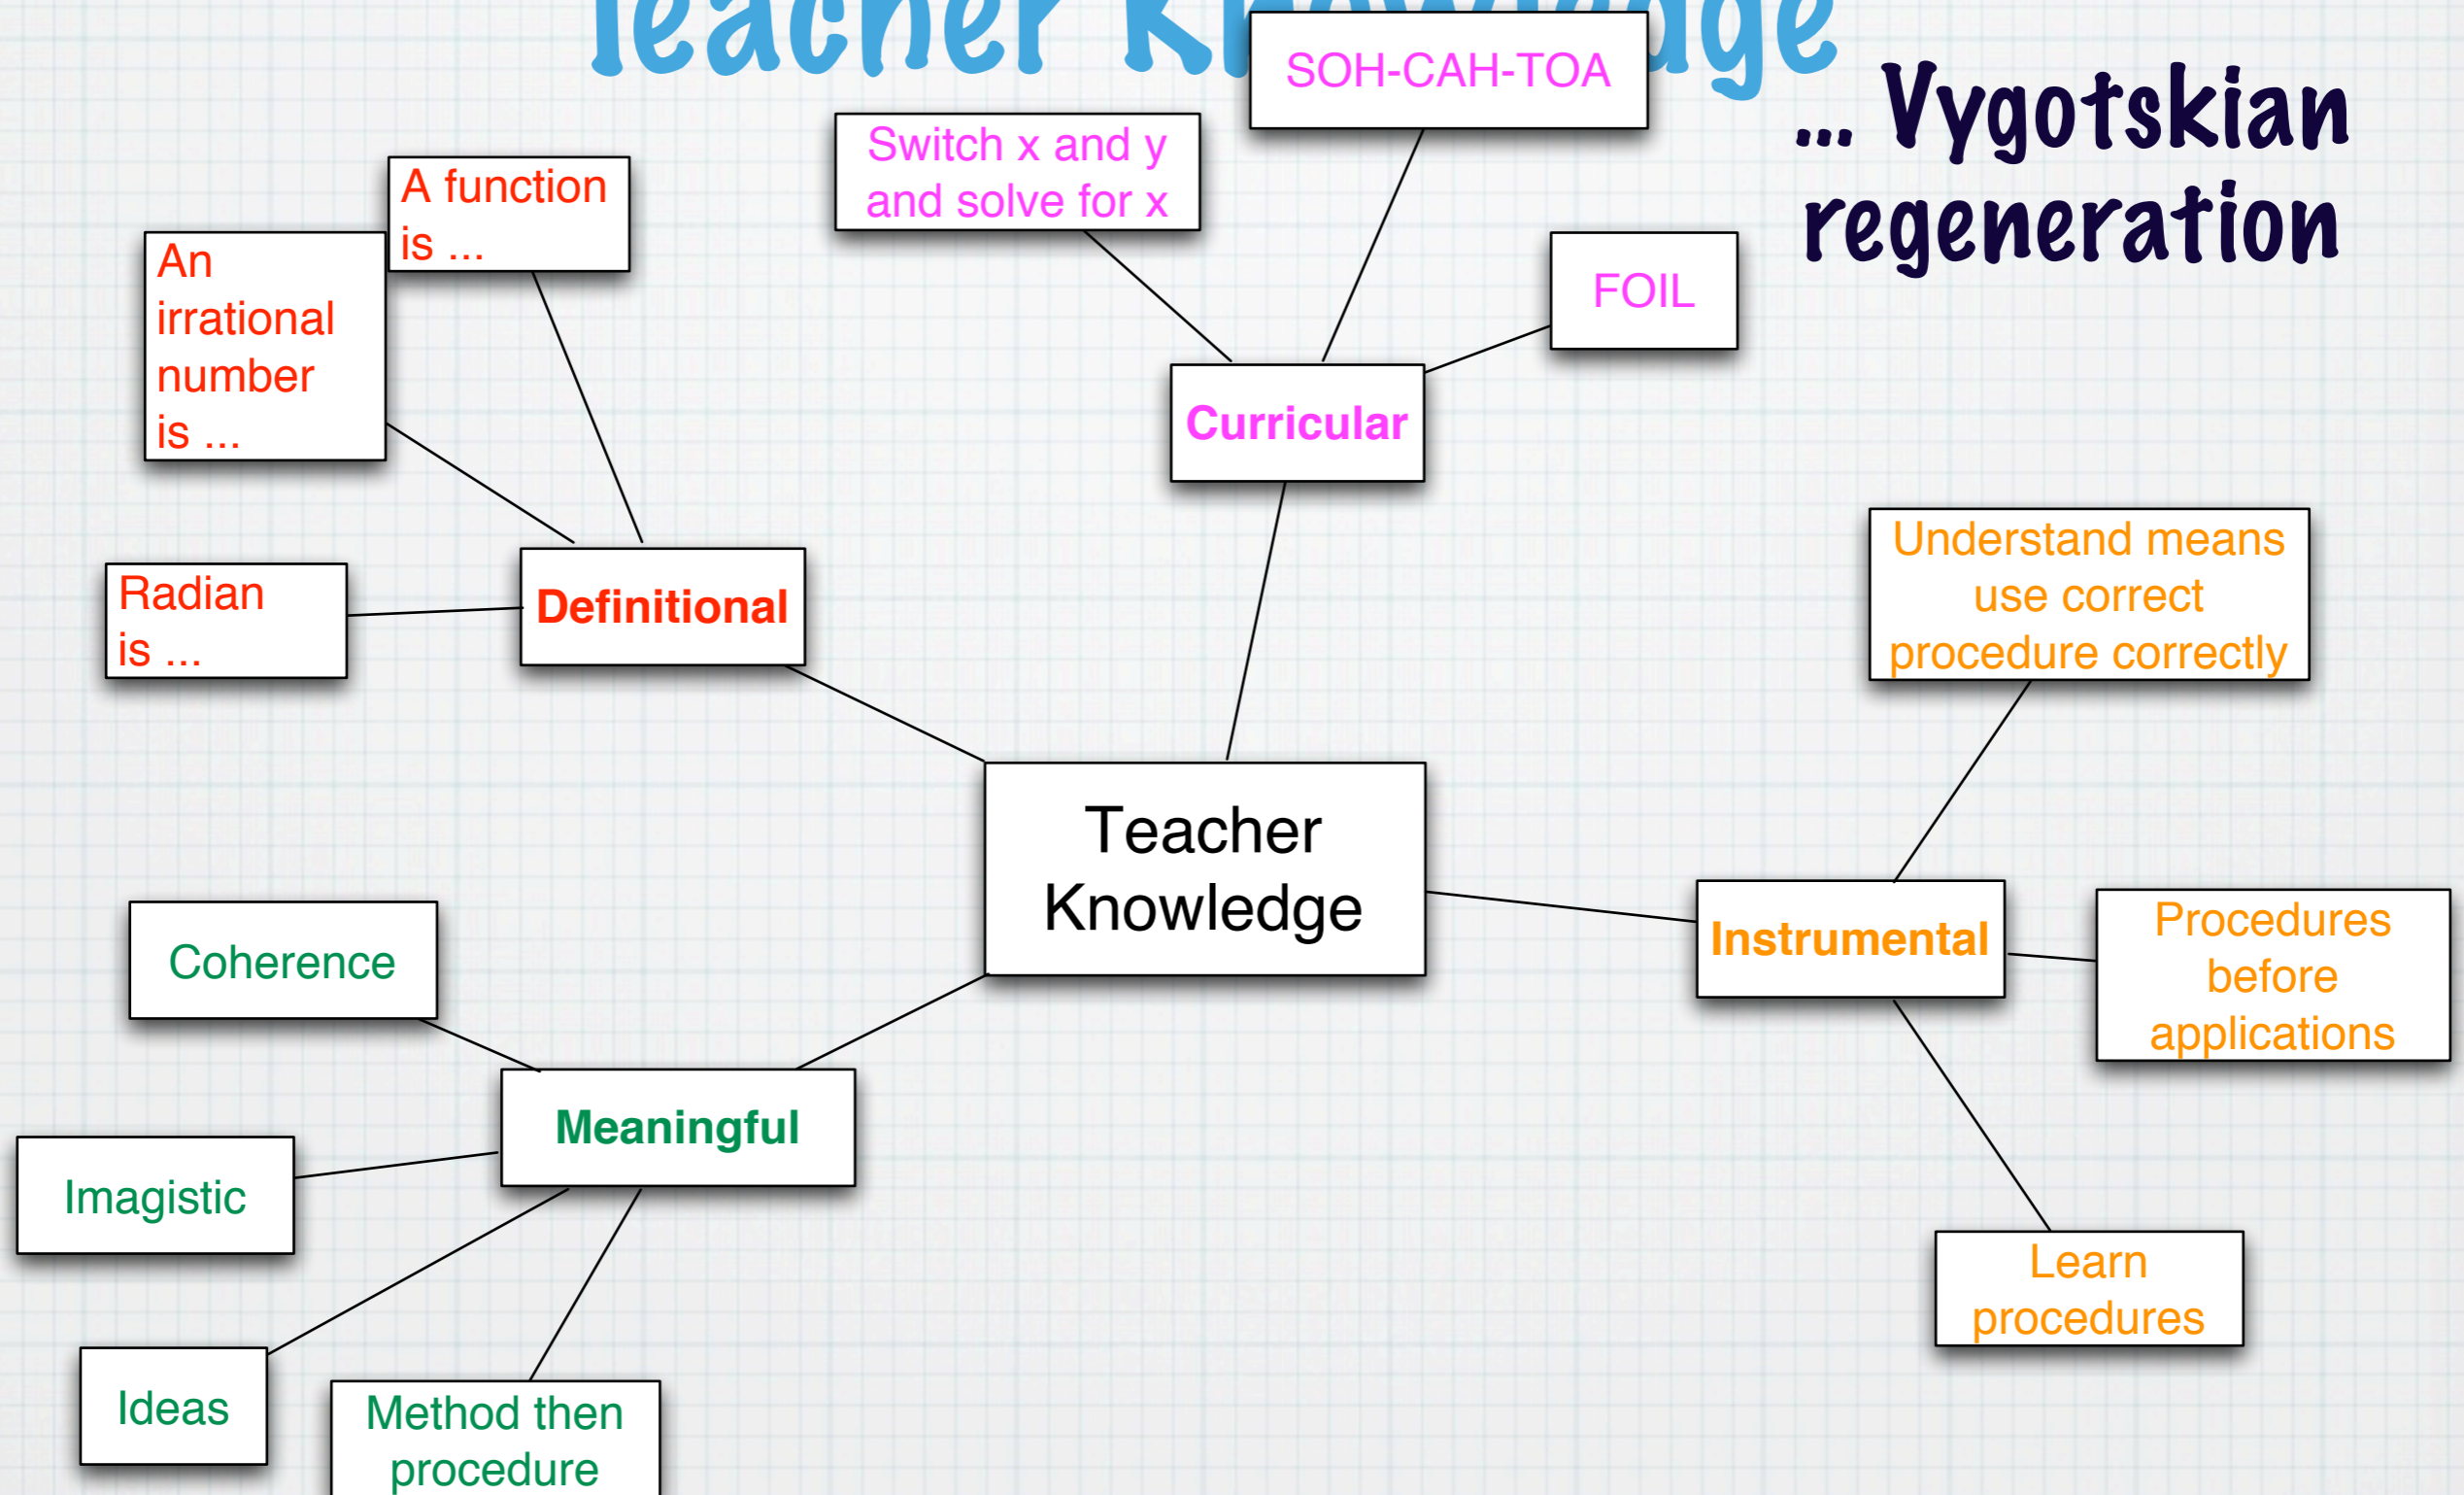 Teacher Knowledge
... Vygotskian
regeneration
SOH-CAH-TOA
Switch x and y
and solve for x
FOIL
Curricular
A function
is ...
An
irrational
number
is ...
Radian
is ...
Definitional
Understand means
use correct
procedure correctly
Teacher
Knowledge
Instrumental
Procedures
before
applications
Learn
procedures
Coherence
Meaningful
Imagistic
Ideas
Method then
procedure